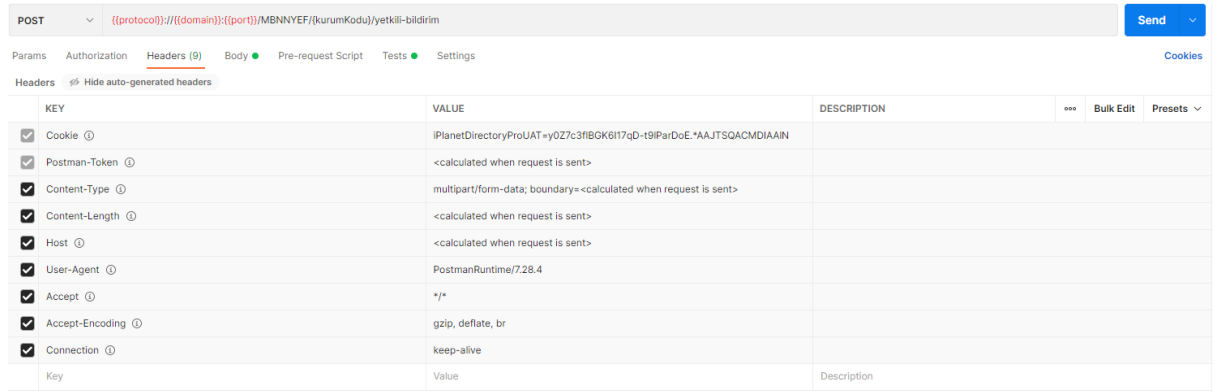 POST {{protocol}}://{{domain}}:{{port}}/MBNNYEF/{kurumKodu}/yetkili-bildirim Send
Params Authorization Headers (9) Body Pre-request Script Tests Settings Cookies
Headers Hide auto-generated headers
KEY VALUE DESCRIPTION Bulk Edit Presets
Cookie
Postman-Token <calculated when request is sent>
Content-Type multipart/form-data; boundary=<calculated when request is sent>
Content-Length <calculated when request is sent>
Host <calculated when request is sent>
User-Agent PostmanRuntime/7.28.4
Accept */*
Accept-Encoding gzip, deflate, br
Connection keep-alive
Key Value Description